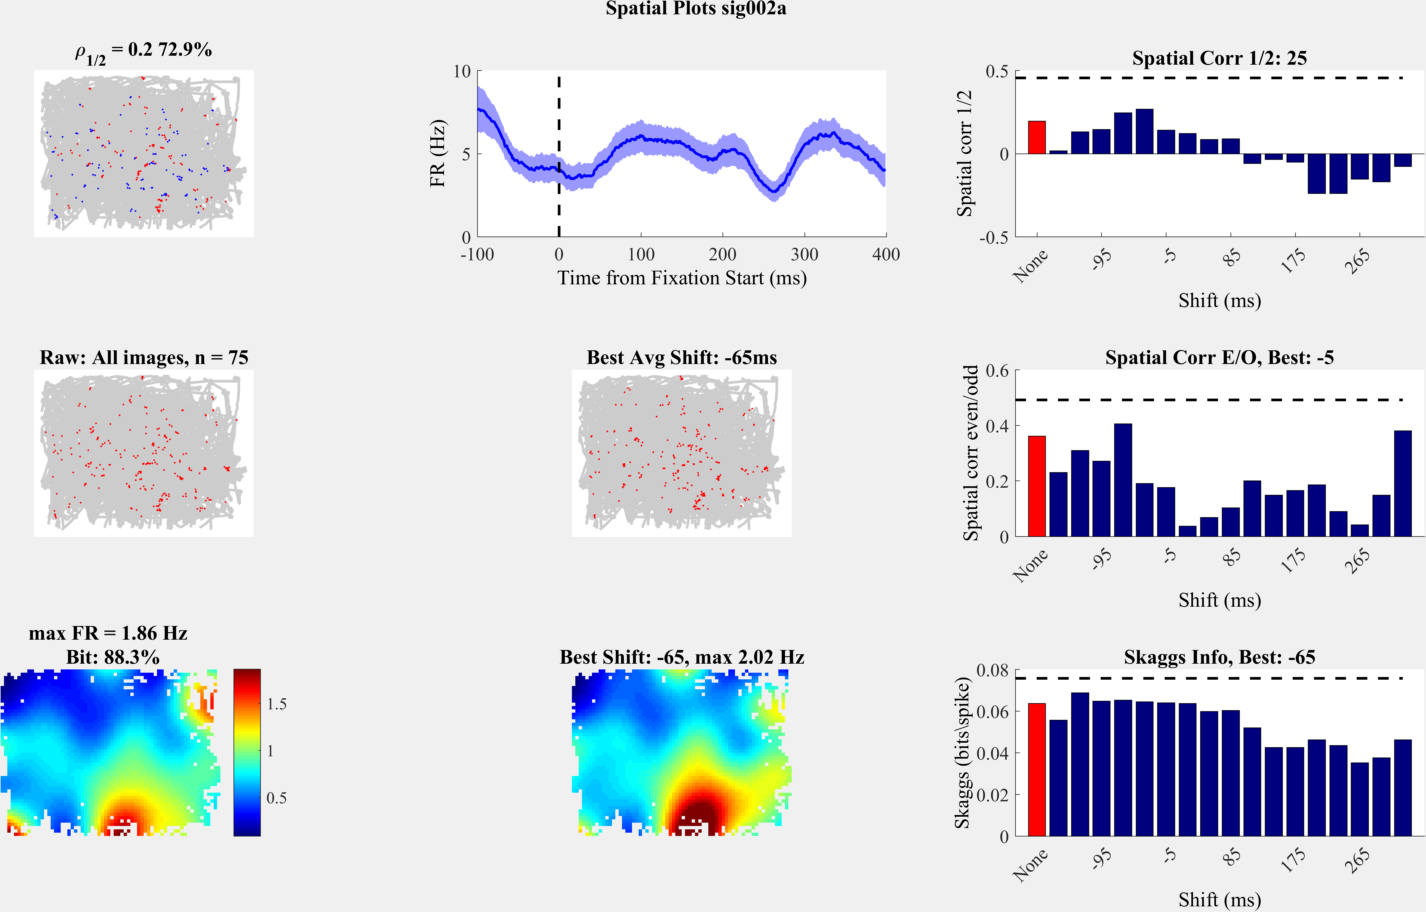 Spatial Plots sig002a
ρ1/2 = 0.2 72.9%
10
5
0
FR (Hz)
-100 0 100 200 300 400
Time from Fixation Start (ms)
Spatial Corr 1/2: 25
0.5
0
-0.5
Spatial corr 1/2
None -95 -5 85 175 265
Shift (ms)
Raw: All images, n = 75
Best Avg Shift: -65ms
Spatial Corr E/O, Best: -5
0.6
0.4
0.2
0
Spatial corr even/odd
None -95 -5 85 175 265
Shift (ms)
max FR = 1.86 Hz
Bit: 88.3%
1.5
1
0.5
Best Shift: -65, max 2.02 Hz
Skaggs Info, Best: -65
0.08
0.06
0.04
0.02
0
Skaggs (bits\spike)
None -95 -5 85 175 265
Shift (ms)